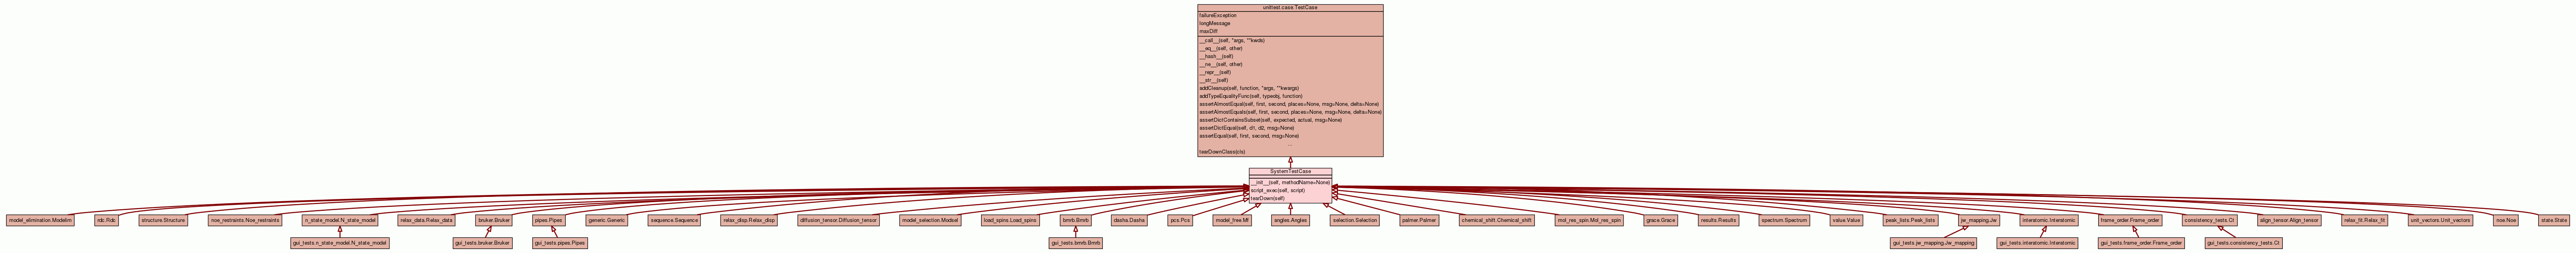 unittest.case.TestCase
failureException
longMessage
maxDiff
__call__(self, *args, **kwds)
__eq__(self, other)
__hash__(self)
__ne__(self, other)
__repr__(self)
__str__(self)
addCleanup(self, function, *args, **kwargs)
addTypeEqualityFunc(self, typeobj, function)
assertAlmostEqual(self, first, second, places=None, msg=None, delta=None)
assertAlmostEquals(self, first, second, places=None, msg=None, delta=None)
assertDictContainsSubset(self, expected, actual, msg=None)
assertDictEqual(self, d1, d2, msg=None)
assertEqual(self, first, second, msg=None)
...
tearDownClass(cls)
SystemTestCase
__init__(self, methodName=None)
script_exec(self, script)
tearDown(self)
model_elimination.Modelim
rdc.Rdc
structure.Structure
noe_restraints.Noe_restraints
n_state_model.N_state_model
relax_data.Relax_data
bruker.Bruker
pipes.Pipes
generic.Generic
sequence.Sequence
relax_disp.Relax_disp
diffusion_tensor.Diffusion_tensor
model_selection.Modsel
load_spins.Load_spins
bmrb.Bmrb
dasha.Dasha
pcs.Pcs
model_free.Mf
angles.Angles
selection.Selection
palmer.Palmer
chemical_shift.Chemical_shift
mol_res_spin.Mol_res_spin
grace.Grace
results.Results
spectrum.Spectrum
value.Value
peak_lists.Peak_lists
jw_mapping.Jw
interatomic.Interatomic
frame_order.Frame_order
consistency_tests.Ct
align_tensor.Align_tensor
relax_fit.Relax_fit
unit_vectors.Unit_vectors
noe.Noe
state.State
gui_tests.n_state_model.N_state_model
gui_tests.bruker.Bruker
gui_tests.pipes.Pipes
gui_tests.bmrb.Bmrb
gui_tests.jw_mapping.Jw_mapping
gui_tests.interatomic.Interatomic
gui_tests.frame_order.Frame_order
gui_tests.consistency_tests.Ct